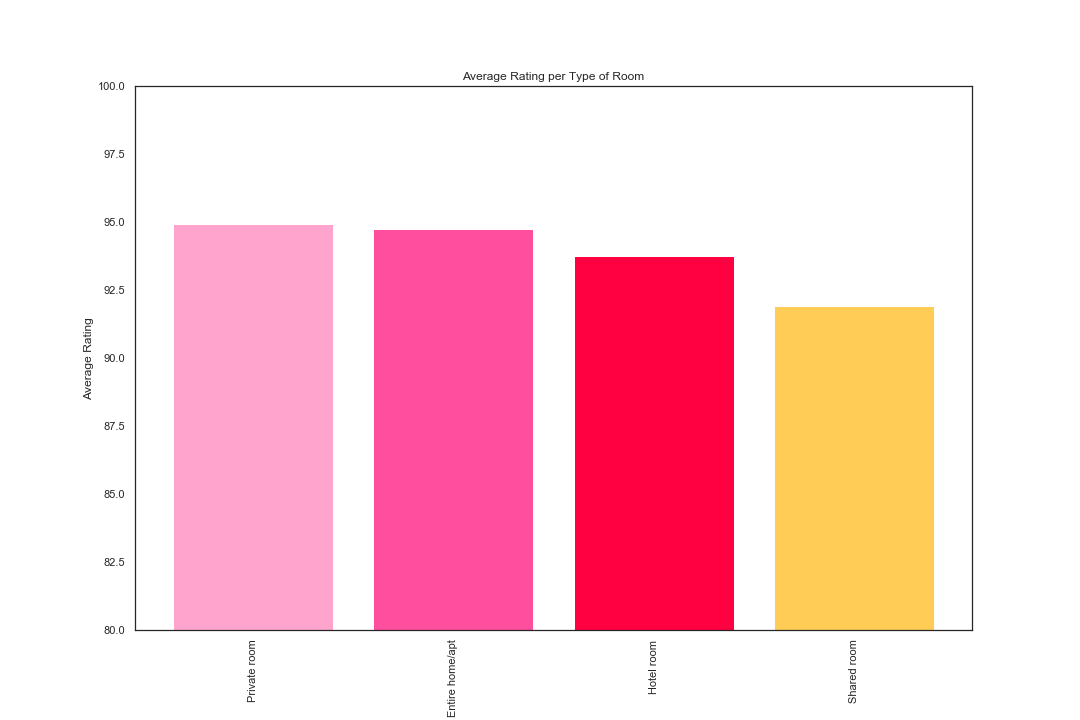 Average Rating per Type of Room
100.0
97.5
95.0
92.5
90.0
87.5
85.0
82.5
80.0
Average Rating
Private room
Entire home/apt
Hotel room
Shared room